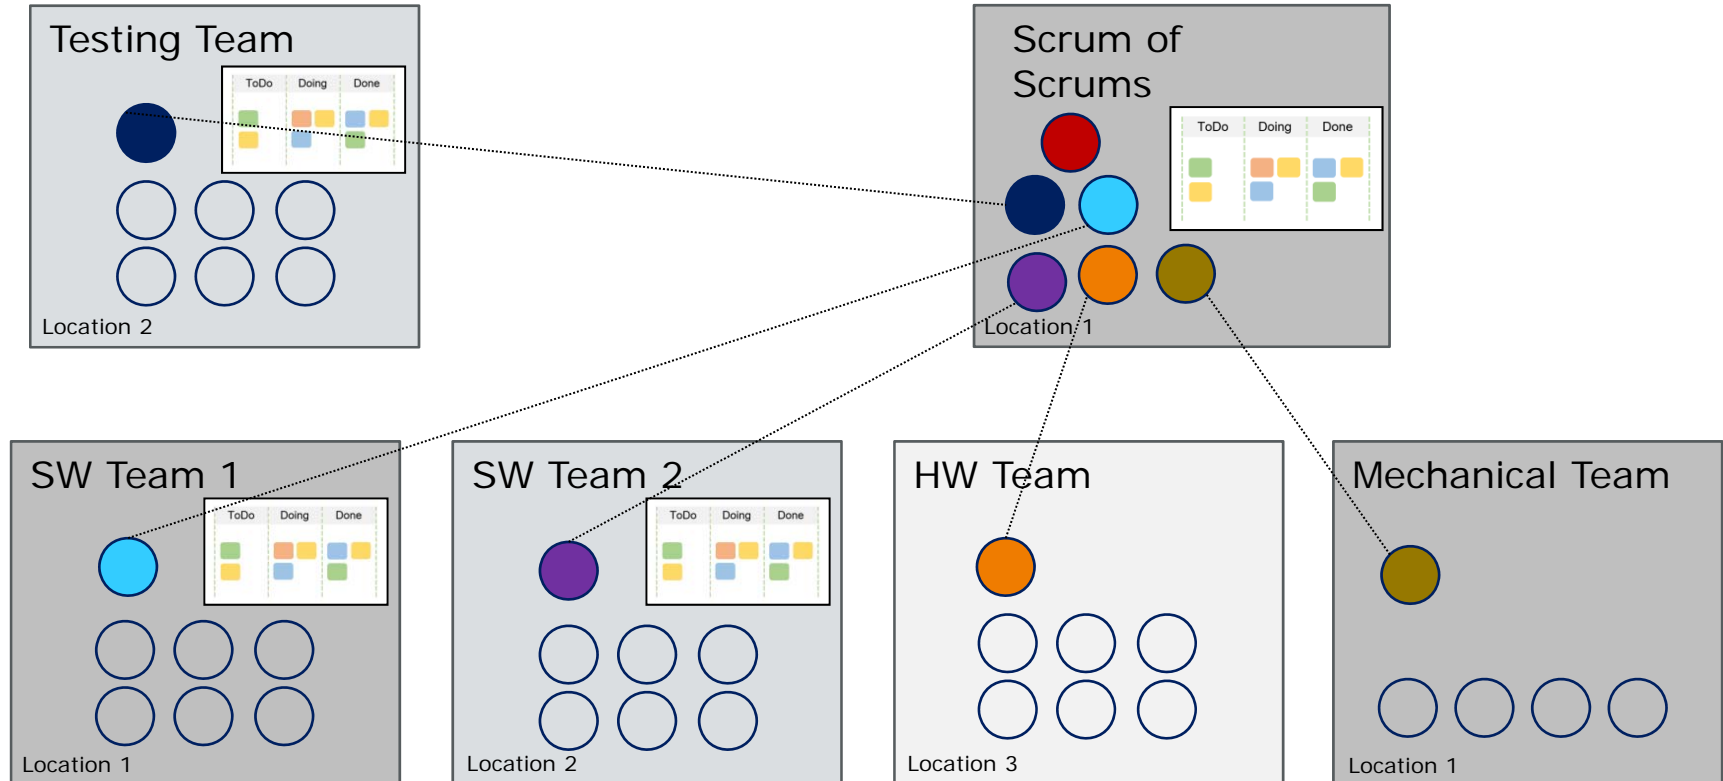 Testing Team
ToDo Doing Done
Location 2
Scrum of
Scrums
ToDo Doing Done
Location 1
SW Team 1
ToDo Doing Done
Location 1
SW Team 2
ToDo Doing Done
Location 2
HW Team
Location 3
Mechanical Team
Location 1